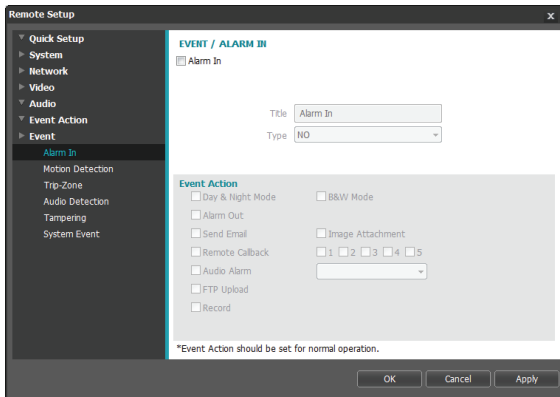 Remote Setup
x
Quick Setup
System
Network
Video
Audio
Event Action
Event
Alarm In
Motion Detection
Trip-Zone
Audio Detection
Tampering
System Event
EVENT / ALARM IN
Alarm In
Title Alarm In
Type NO
Event Action
Day & Night Mode B&W Mode
Alarm Out
Send Email Image Attachment
Remote Callback 1 2 3 4 5
Audio Alarm
FTP Upload
Record
*Event Action should be set for normal operation.
OK Cancel Apply